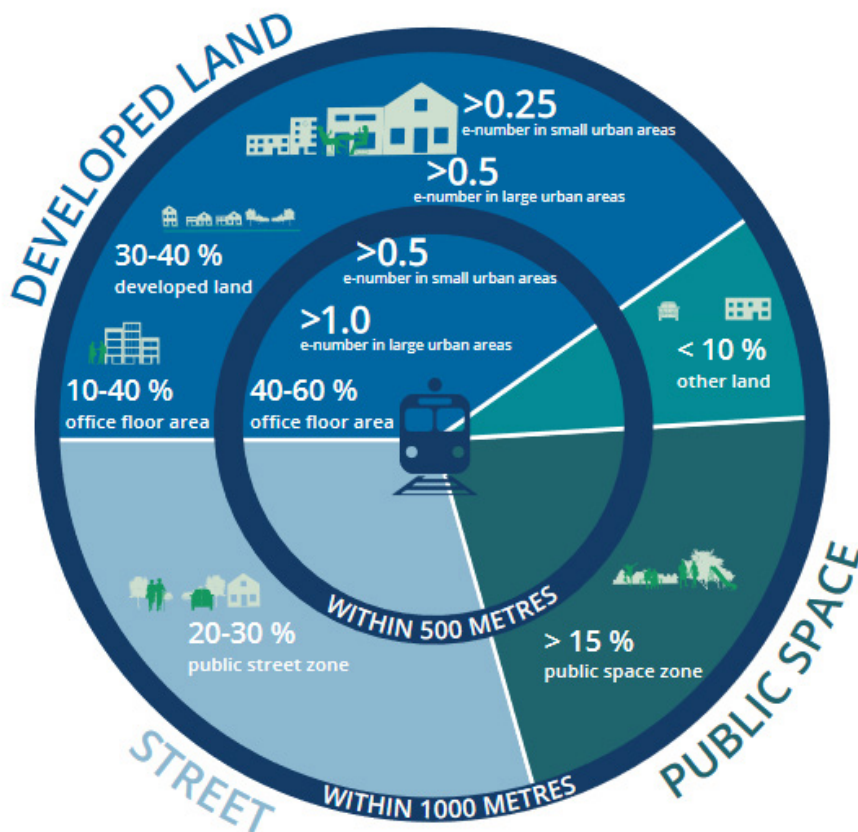 DEVELOPED LAND
>0.25
e-number in small urban areas
>0.5
e-number in large urban areas
30-40 %
developed land
>0.5
e-number in small urban areas
>1.0
e-number in large urban areas
10-40 %
office floor area
40-60 %
office floor area
< 10 %
other land
WITHIN 500 METRES
20-30 %
public street zone
> 15 %
public space zone
PUBLIC SPACE
STREET
WITHIN 1000 METRES